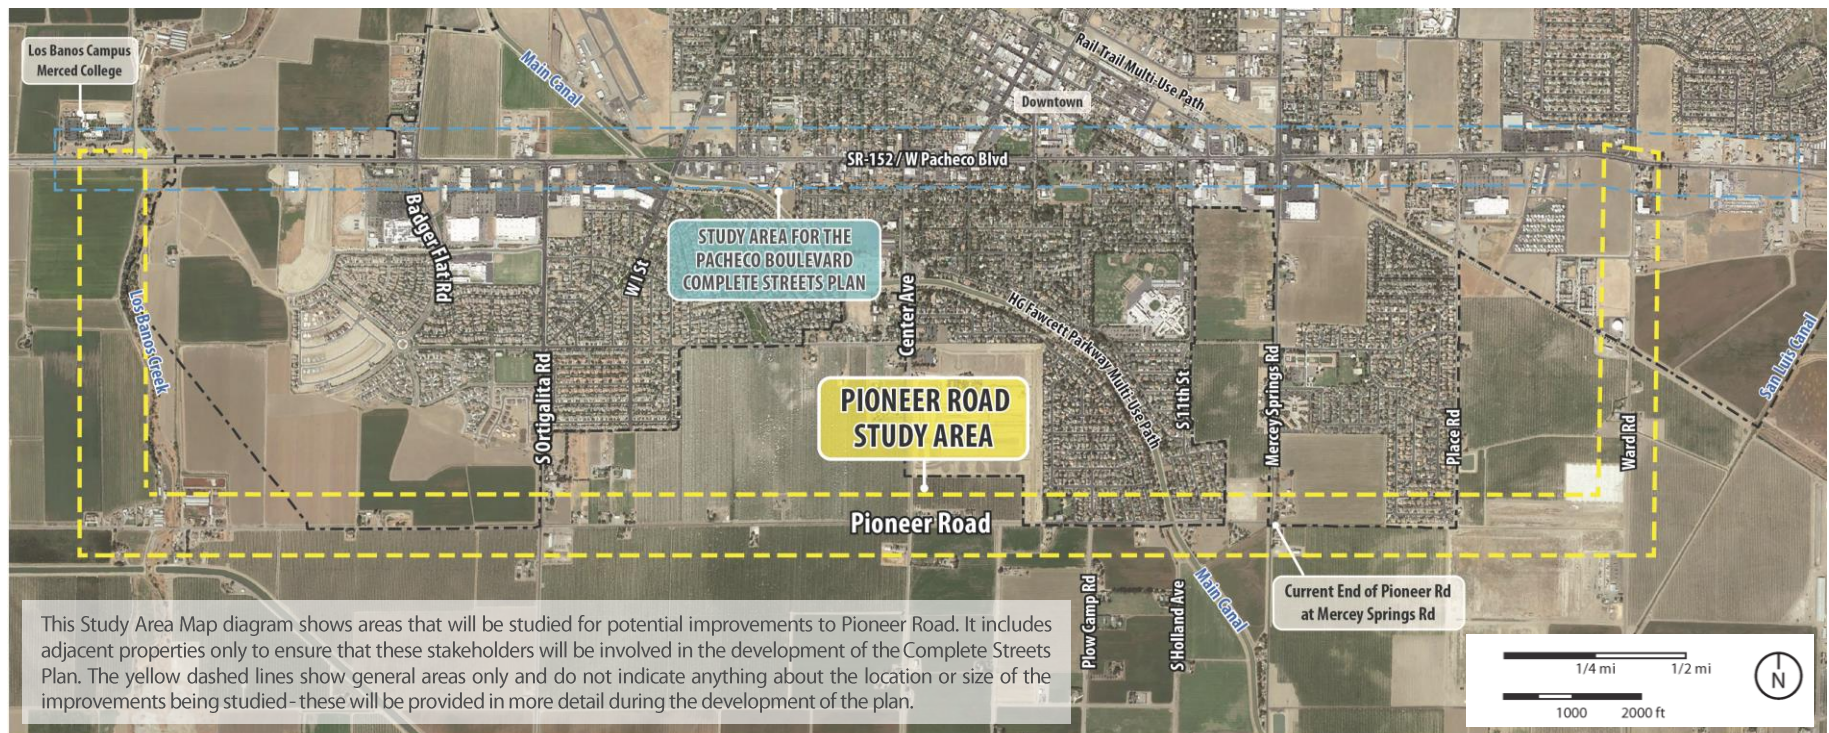 Los Banos Campus
Merced College
Main Canal
Rail Trail Multi-Use Path
Downtown
SR-152 / W Pacheco Blvd
Badger Flat Rd
STUDY AREA FOR THE
PACHECO BOULEVARD
COMPLETE STREETS PLAN
W I St
Center Ave
HG Fawcett Parkway Multi-Use Path
Los Banos Creek
San Luis Canal
S Ortigalita Rd
PIONEER ROAD
STUDY AREA
S 11th St
Mercey Springs Rd
Place Rd
Ward Rd
Pioneer Road
Plow Camp Rd
S Holland Ave
Main Canal
Current End of Pioneer Rd
at Mercey Springs Rd
This Study Area Map diagram shows areas that will be studied for potential improvements to Pioneer Road. It includes
adjacent properties only to ensure that these stakeholders will be involved in the development of the Complete Streets
Plan. The yellow dashed lines show general areas only and do not indicate anything about the location or size of the
improvements being studied - these will be provided in more detail during the development of the plan.
1/4 mi 1/2 mi
1000 2000 ft
N